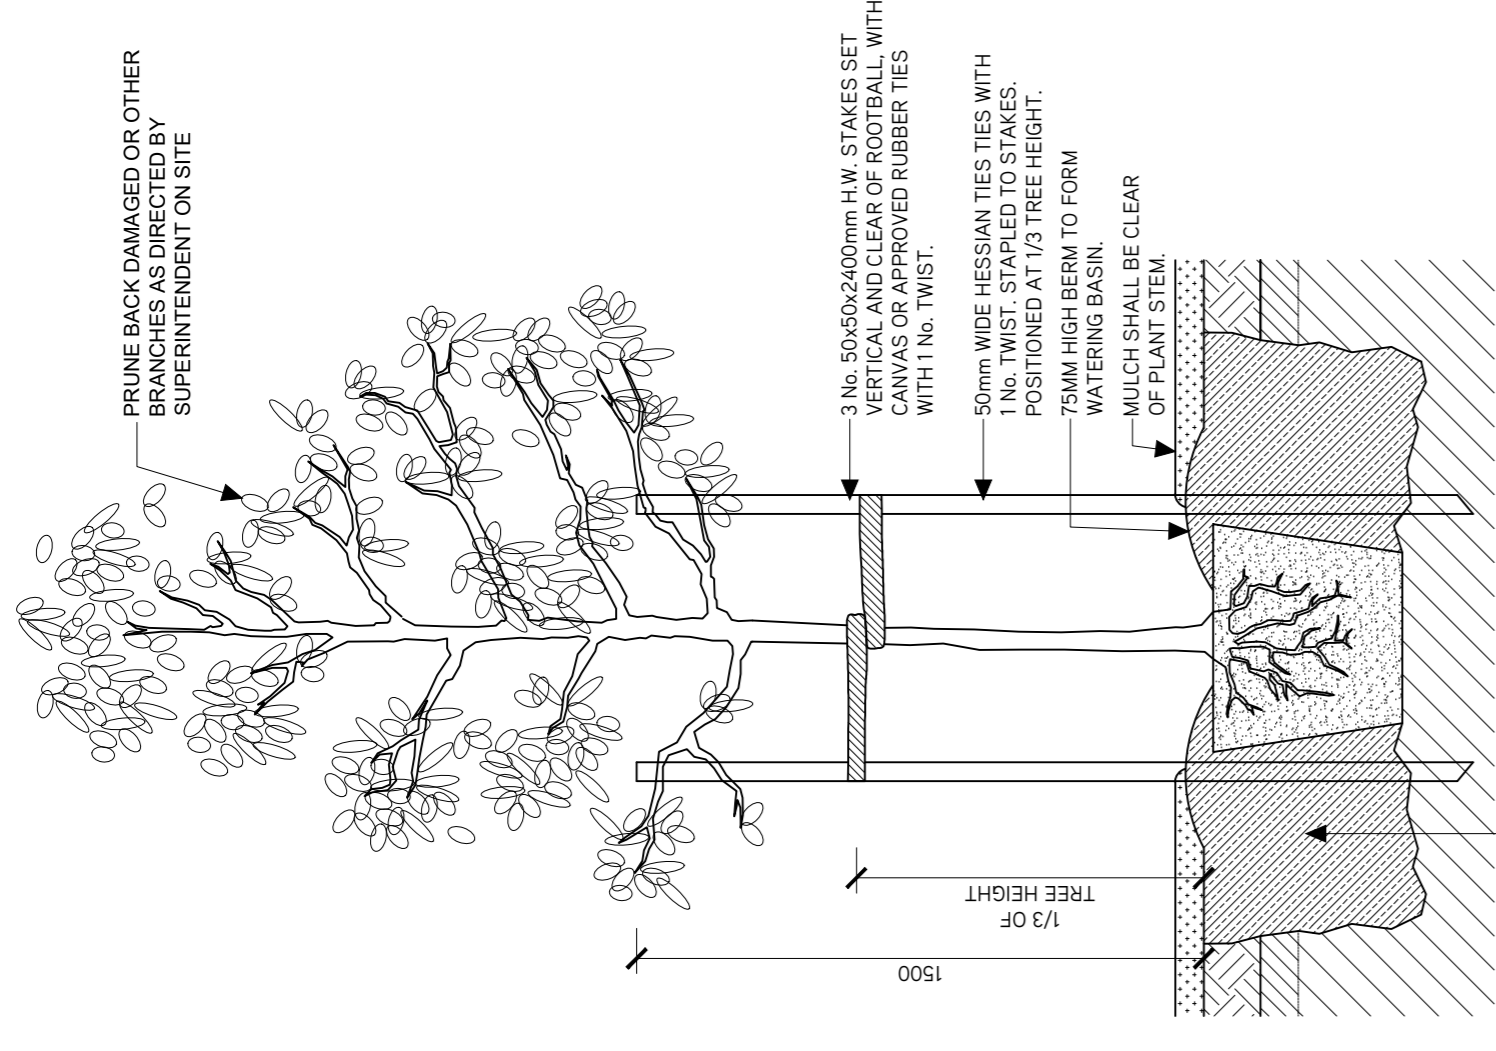 PRUNE BACK DAMAGED OR OTHER
BRANCHES AS DIRECTED BY
SUPERINTENDENT ON SITE
3 No. 50x50x2400mm H.W. STAKES SET
VERTICAL AND CLEAR OF ROOTBALL, WITH
CANVAS OR APPROVED RUBBER TIES
WITH 1 No. TWIST.
50mm WIDE HESSIAN TIES TIES WITH
1 No. TWIST. STAPLED TO STAKES.
POSITIONED AT 1/3 TREE HEIGHT.
75MM HIGH BERM TO FORM
WATERING BASIN.
MULCH SHALL BE CLEAR
OF PLANT STEM.
1/3 OF
TREE HEIGHT
1500